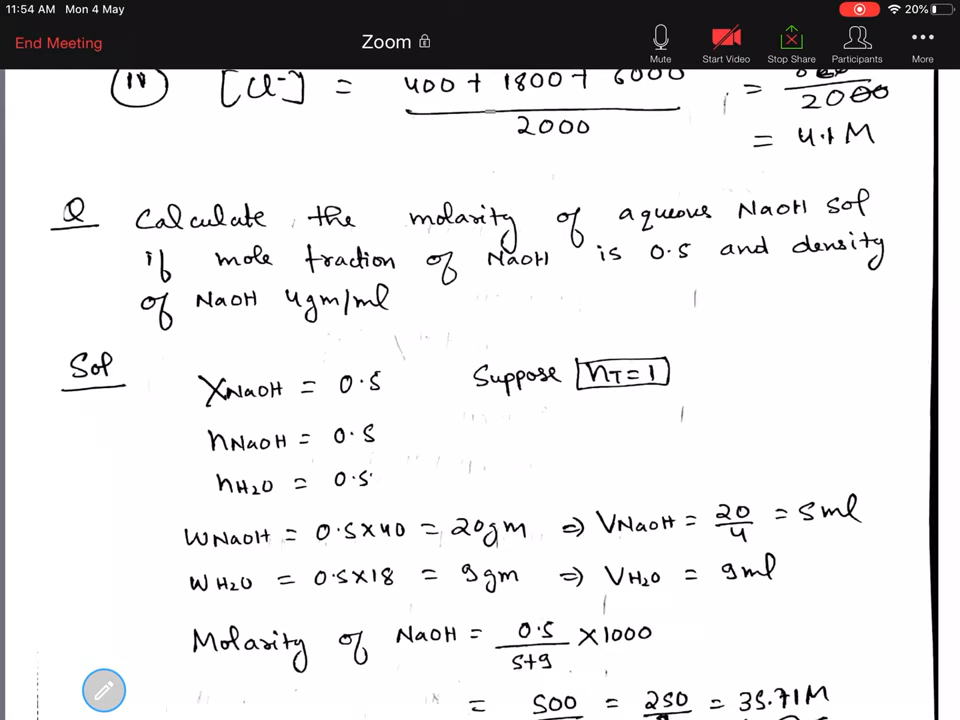 11:54 AM Mon 4 May 20%
End Meeting Zoom Mute Start Video Stop Share Participants More
(11) [Cl-] = 400 + 1800 + 6000 / 2000 = / 2000
= 4.1 M
Q Calculate the molarity of aqueous NaOH sol
if mole fraction of NaOH is 0.5 and density
of NaOH 4gm/ml
Sol
XNaOH = 0.5 Suppose nT=1
nNaOH = 0.5
nH2O = 0.5
WNaOH = 0.5×40 = 20gm ⇒ VNaOH = 20/4 = 5ml
WH2O = 0.5×18 = 9gm ⇒ VH2O = 9ml
Molarity of NaOH = 0.5/5+9 ×1000
= 500 = 250 = 35.71M